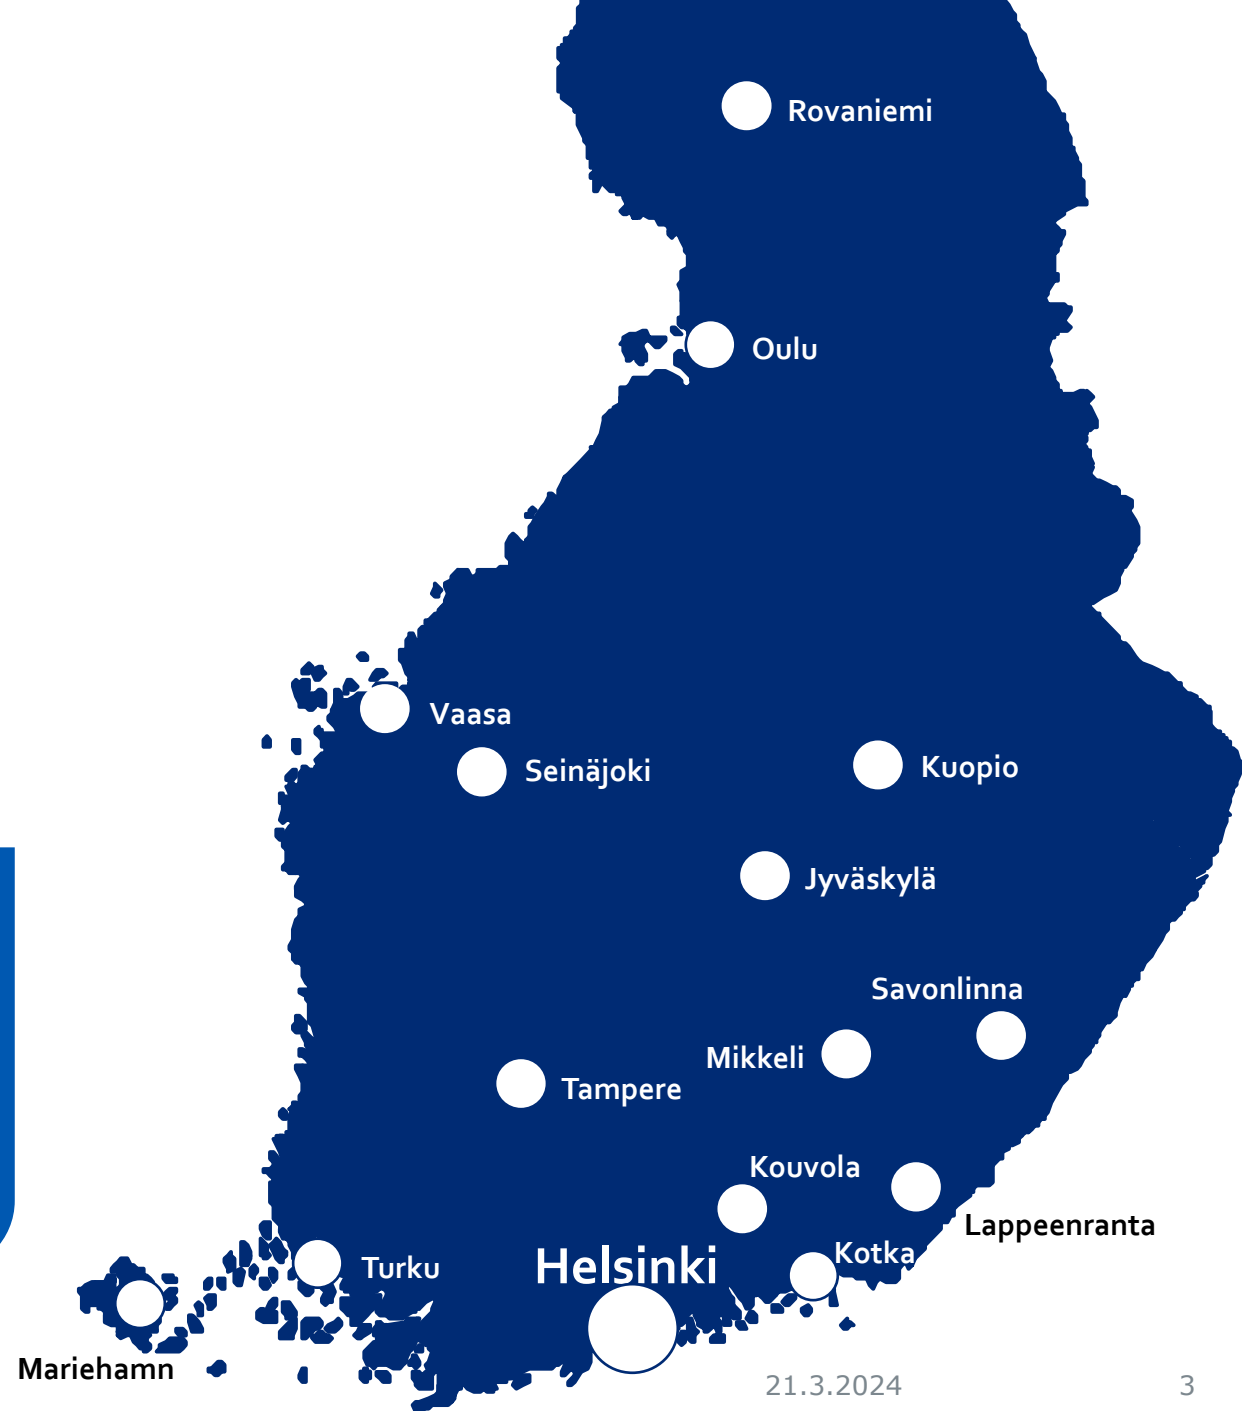 Rovaniemi
Oulu
Vaasa
Seinäjoki
Kuopio
Jyväskylä
Savonlinna
Mikkeli
Tampere
Kouvola
Lappeenranta
Kotka
Helsinki
Turku
Mariehamn
21.3.2024
3